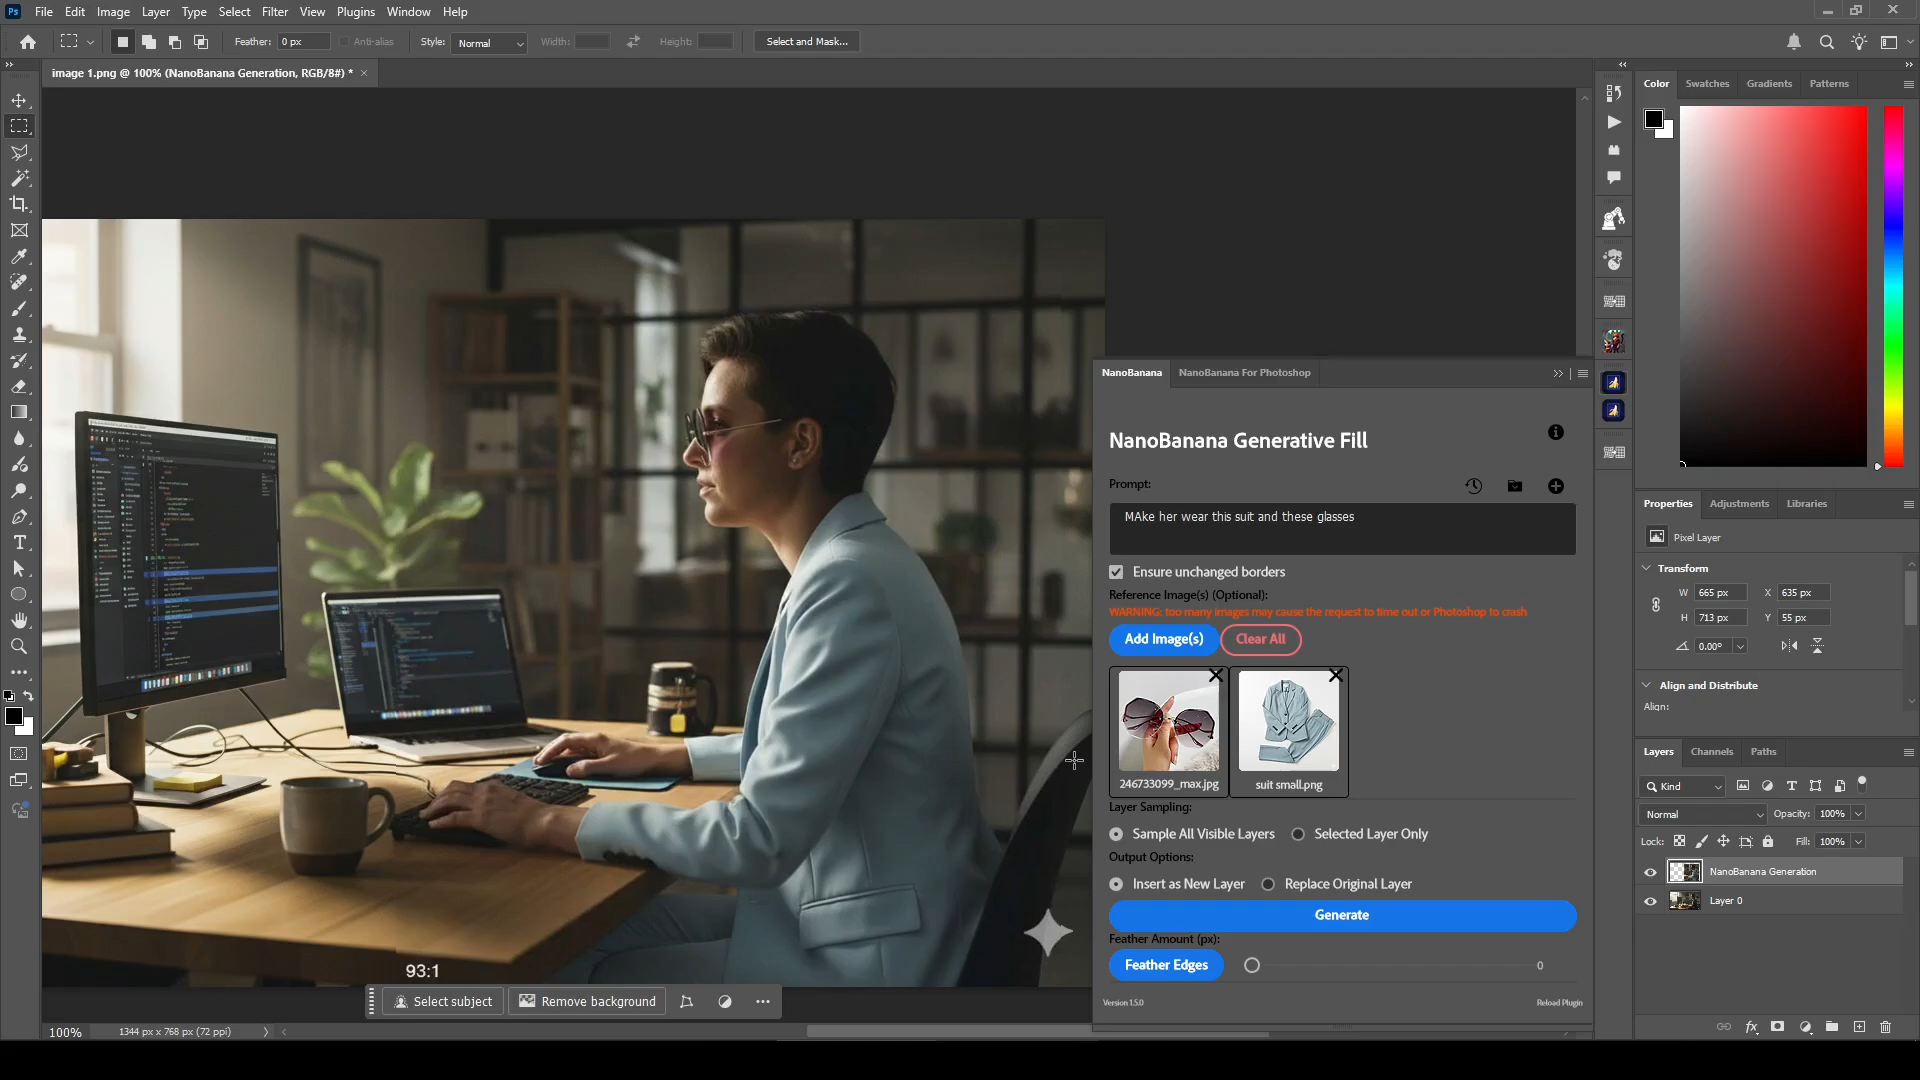 Ps File Edit Image Layer Type Select Filter View Plugins Window Help
Feather: 0 px Anti-alias Style: Normal Width: Height: Select and Mask...
image 1.png @ 100% (NanoBanana Generation, RGB/8#) * ×
Color Swatches Gradients Patterns
NanoBanana NanoBanana For Photoshop
NanoBanana Generative Fill
Prompt:
MAke her wear this suit and these glasses
Ensure unchanged borders
Reference Image(s) (Optional):
WARNING: too many images may cause the request to time out or Photoshop to crash
Add Image(s) Clear All
246733099_max.jpg suit small.png
Layer Sampling:
Sample All Visible Layers Selected Layer Only
Output Options:
Insert as New Layer Replace Original Layer
Generate
Feather Amount (px):
Feather Edges 0
Version 1.5.0 Reload Plugin
Properties Adjustments Libraries
Pixel Layer
Transform
W 665 px X 635 px
H 713 px Y 55 px
0.00°
Align and Distribute
Align:
Layers Channels Paths
Kind
Normal Opacity: 100%
Lock: Fill: 100%
NanoBanana Generation
Layer 0
93:1
Select subject Remove background
100% 1344 px x 768 px (72 ppi)